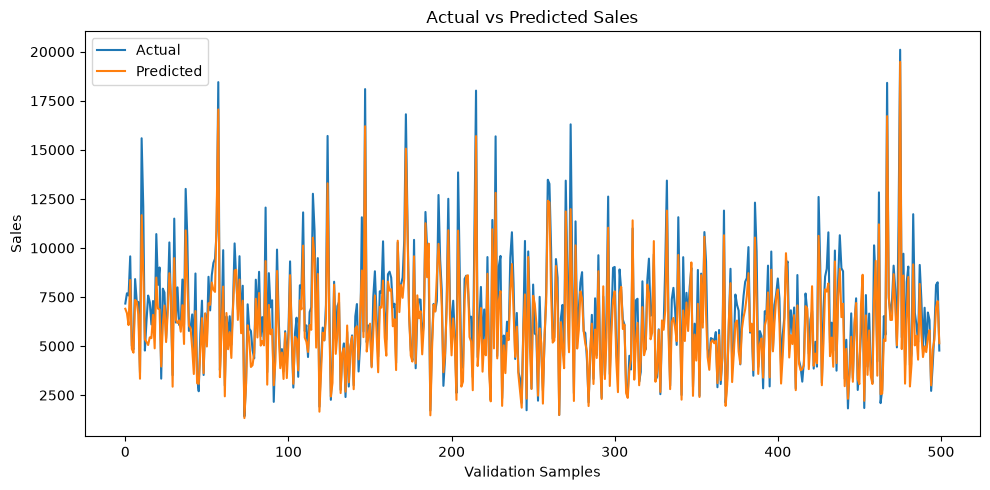 Actual vs Predicted Sales
Actual
Predicted
20000
17500
15000
12500
10000
7500
5000
2500
Sales
0 100 200 300 400 500
Validation Samples